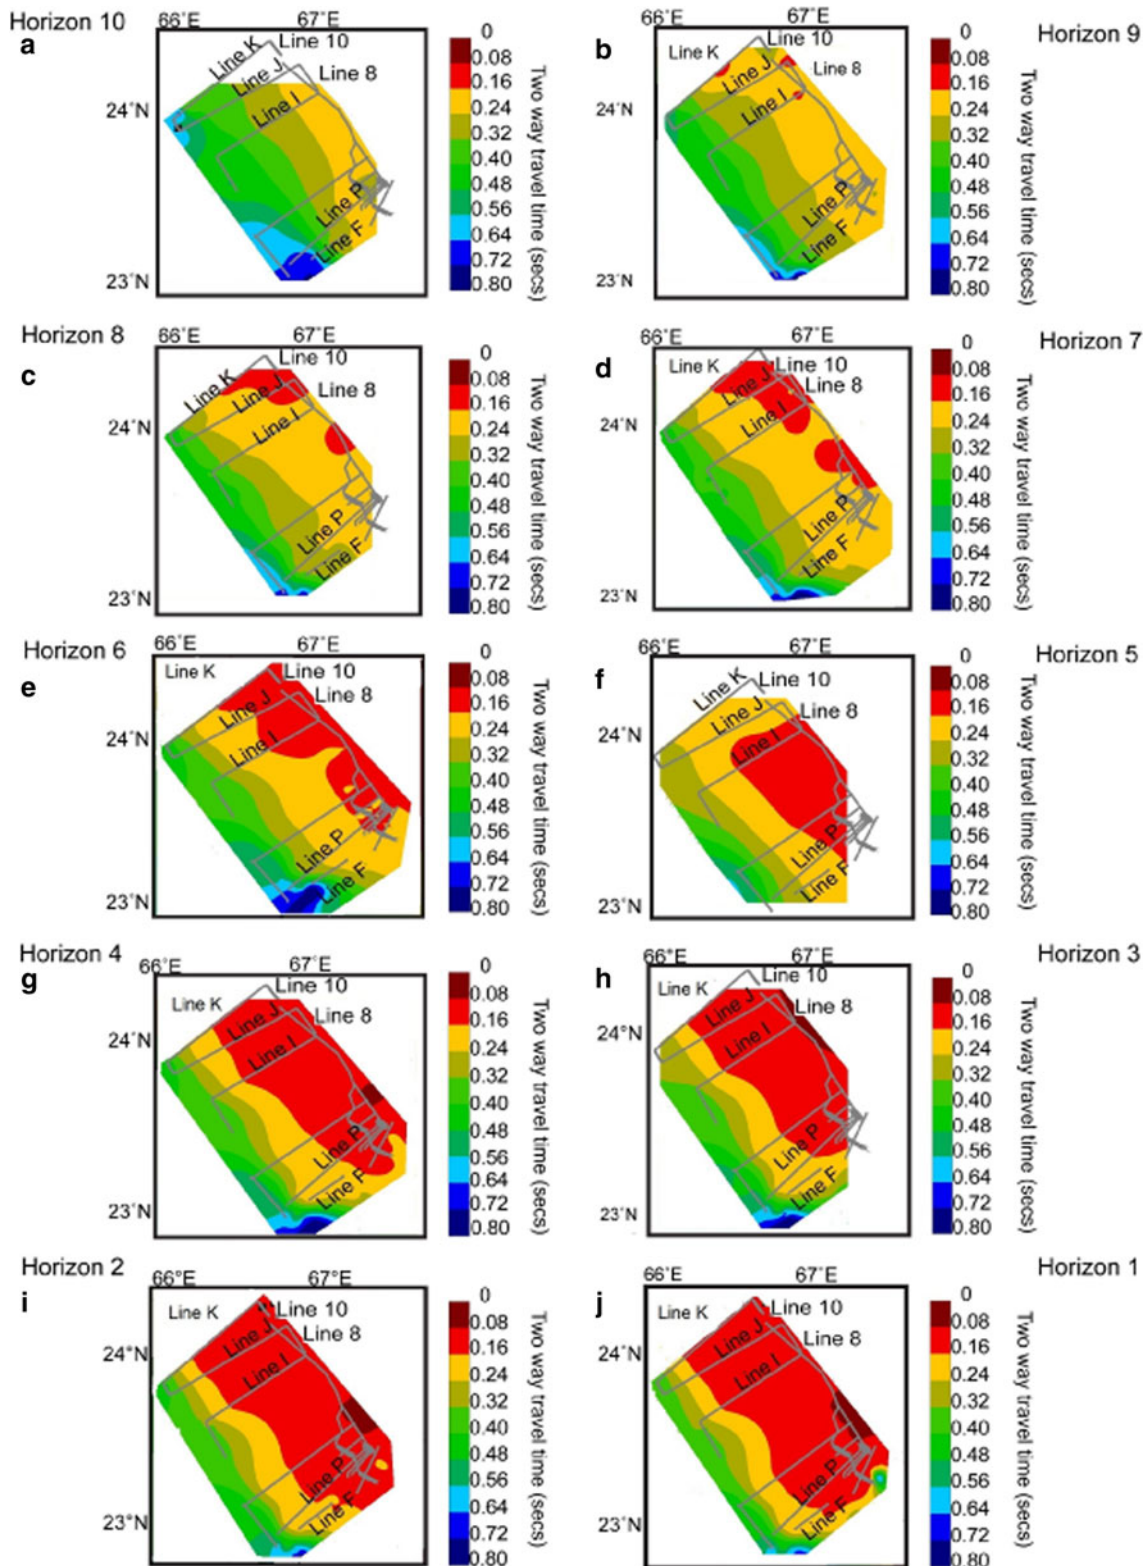 Horizon 10
66°E 67°E
a
Line K
Line 10
Line J
Line 8
Line I
24°N
Line P
Line F
23°N
0
0.08
0.16
0.24
0.32
0.40
0.48
0.56
0.64
0.72
0.80
Two way travel time (secs)
66°E 67°E
Horizon 9
b
Line K
Line 10
Line J
Line 8
Line I
24°N
Line P
Line F
23°N
0
0.08
0.16
0.24
0.32
0.40
0.48
0.56
0.64
0.72
0.80
Two way travel time (secs)
Horizon 8
66°E 67°E
c
Line K
Line 10
Line J
Line 8
Line I
24°N
Line P
Line F
23°N
0
0.08
0.16
0.24
0.32
0.40
0.48
0.56
0.64
0.72
0.80
Two way travel time (secs)
66°E 67°E
Horizon 7
d
Line K
Line 10
Line J
Line 8
Line I
24°N
Line P
Line F
23°N
0
0.08
0.16
0.24
0.32
0.40
0.48
0.56
0.64
0.72
0.80
Two way travel time (secs)
Horizon 6
66°E 67°E
e
Line K
Line 10
Line J
Line 8
Line I
24°N
Line P
Line F
23°N
0
0.08
0.16
0.24
0.32
0.40
0.48
0.56
0.64
0.72
0.80
Two way travel time (secs)
66°E 67°E
Horizon 5
f
Line K
Line 10
Line J
Line 8
Line I
24°N
Line P
Line F
23°N
0
0.08
0.16
0.24
0.32
0.40
0.48
0.56
0.64
0.72
0.80
Two way travel time (secs)
Horizon 4
66°E 67°E
g
Line K
Line 10
Line J
Line 8
Line I
24°N
Line P
Line F
23°N
0
0.08
0.16
0.24
0.32
0.40
0.48
0.56
0.64
0.72
0.80
Two way travel time (secs)
66°E 67°E
Horizon 3
h
Line K
Line 10
Line J
Line 8
Line I
24°N
Line P
Line F
23°N
0
0.08
0.16
0.24
0.32
0.40
0.48
0.56
0.64
0.72
0.80
Two way travel time (secs)
Horizon 2
66°E 67°E
i
Line K
Line 10
Line J
Line 8
Line I
24°N
Line P
Line F
23°N
0
0.08
0.16
0.24
0.32
0.40
0.48
0.56
0.64
0.72
0.80
Two way travel time (secs)
66°E 67°E
Horizon 1
j
Line K
Line 10
Line J
Line 8
Line I
24°N
Line P
Line F
23°N
0
0.08
0.16
0.24
0.32
0.40
0.48
0.56
0.64
0.72
0.80
Two way travel time (secs)